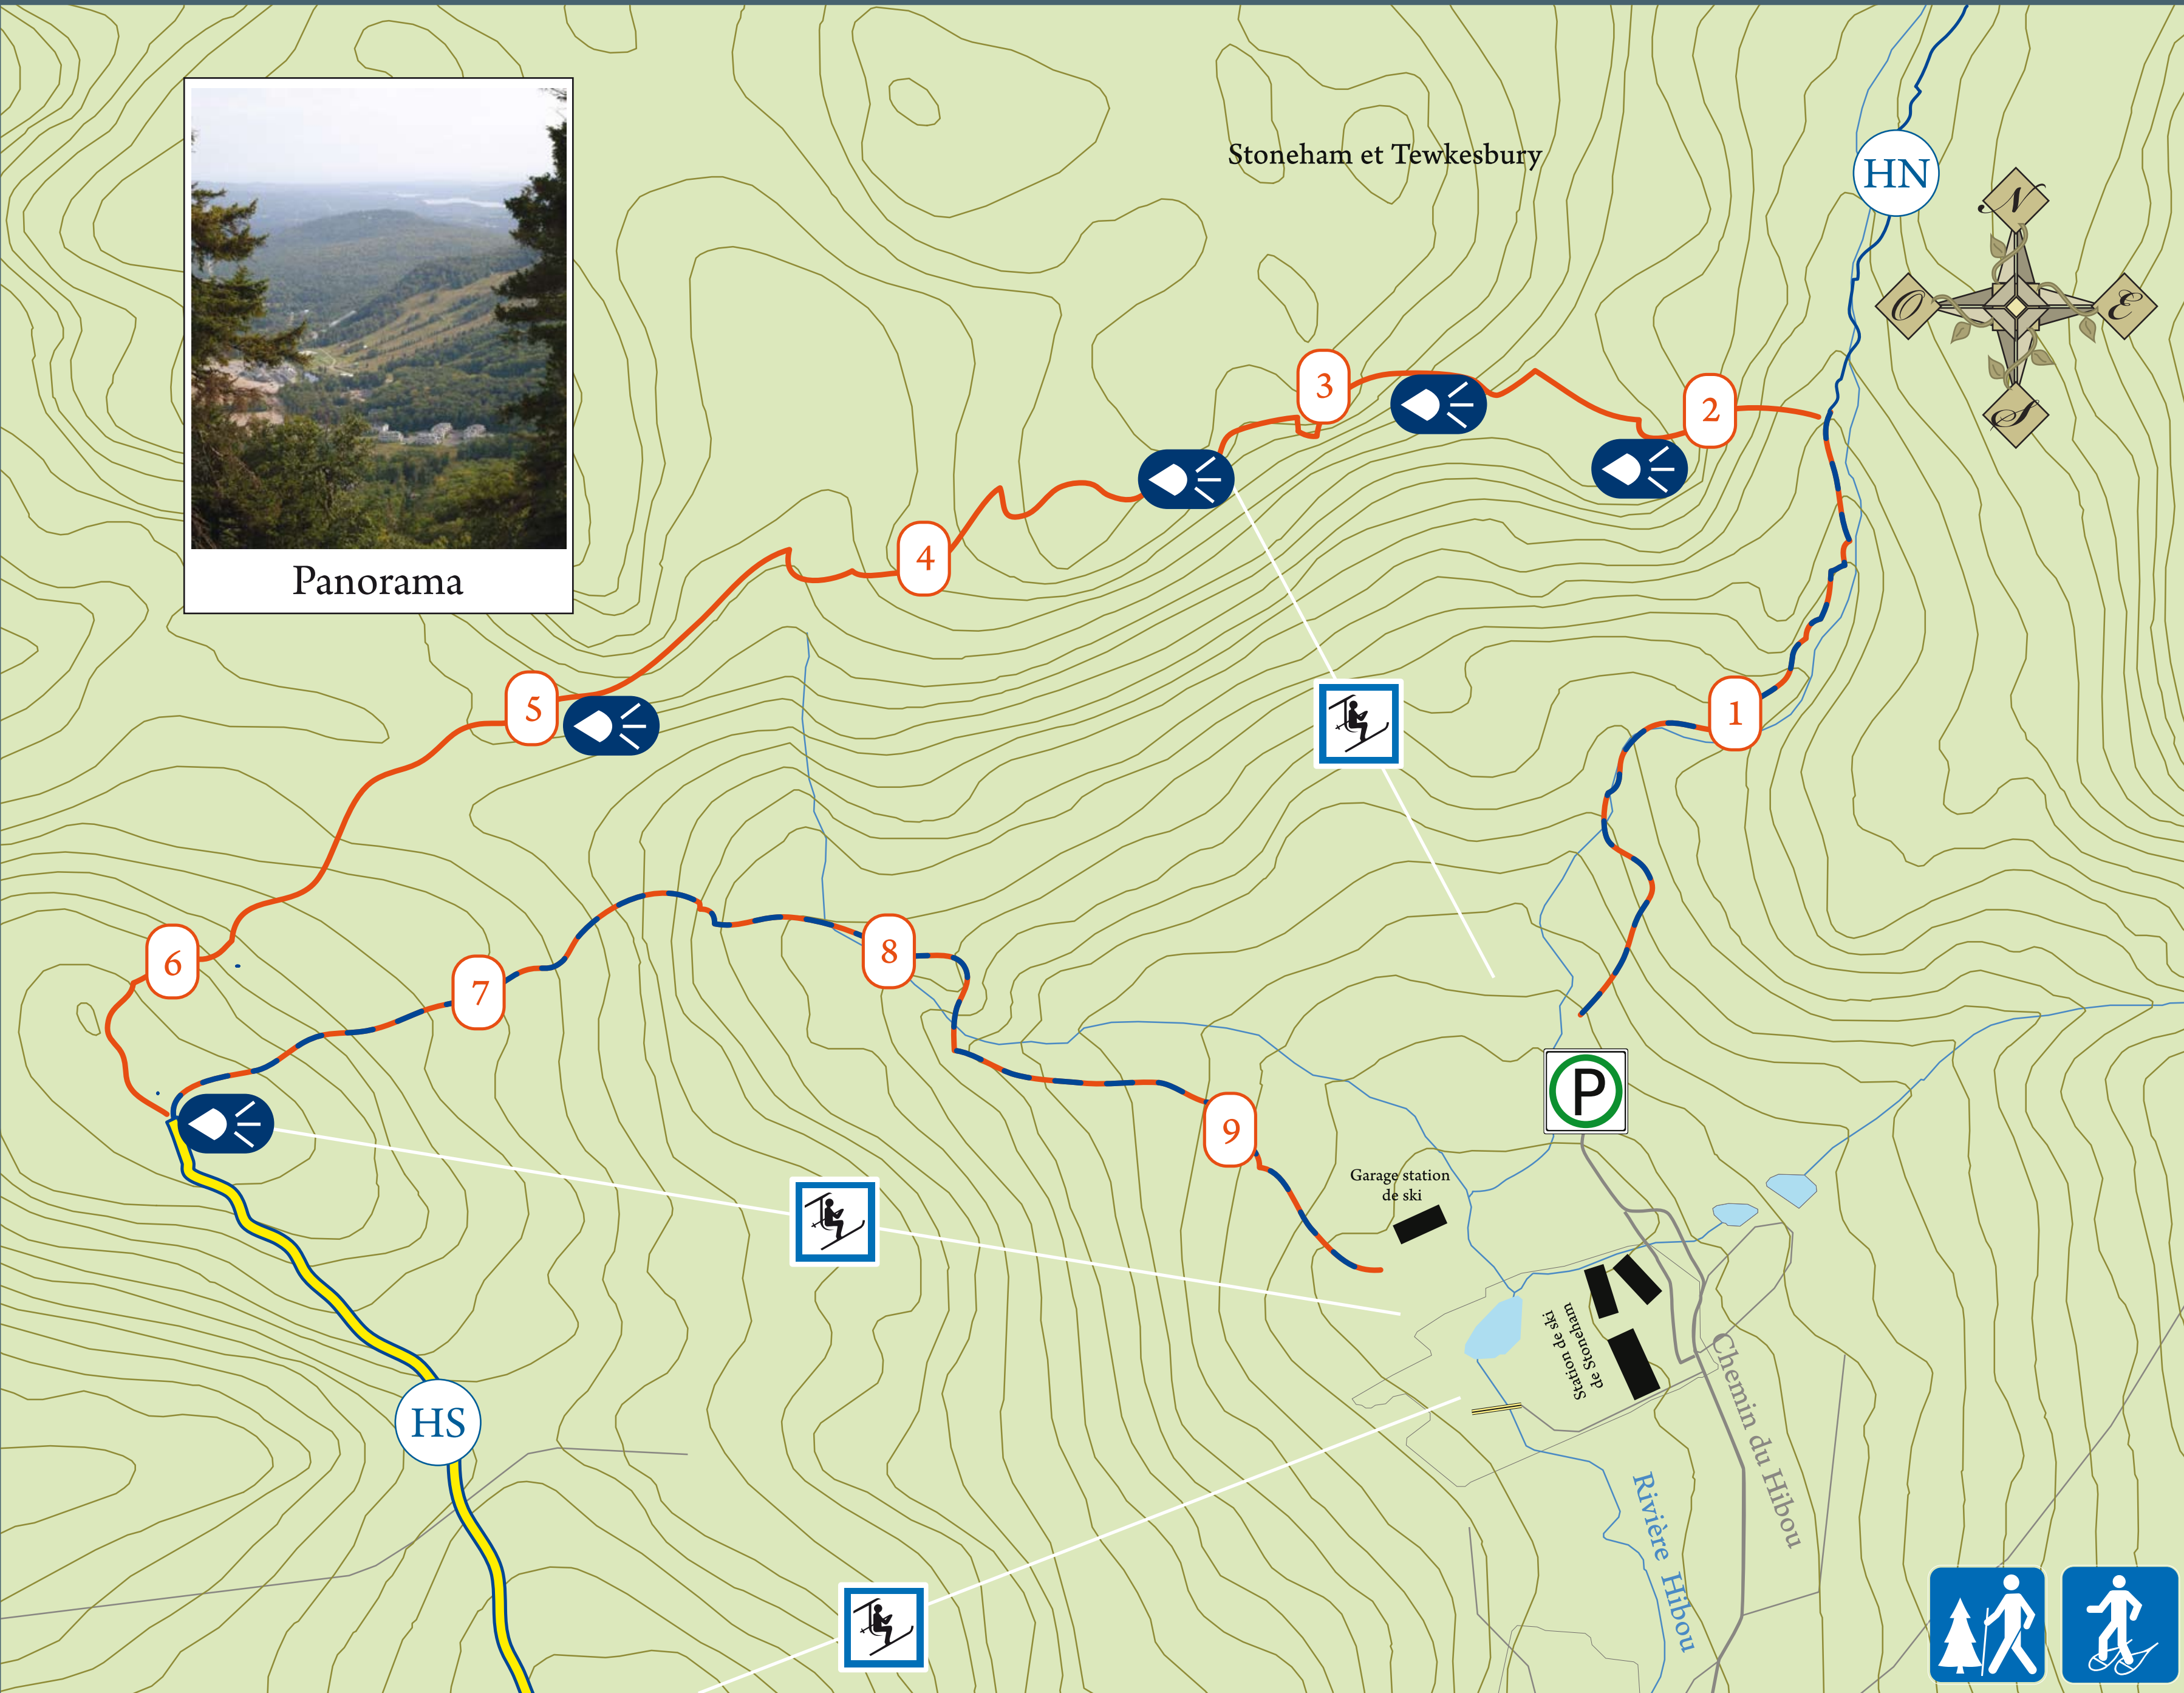 Stoneham et Tewkesbury
HN
N
O
E
S
Panorama
3
2
4
5
1
6
7
8
9
P
Garage station
de ski
Station de ski
de Stoneham
Chemin du Hibou
Rivière Hibou
HS